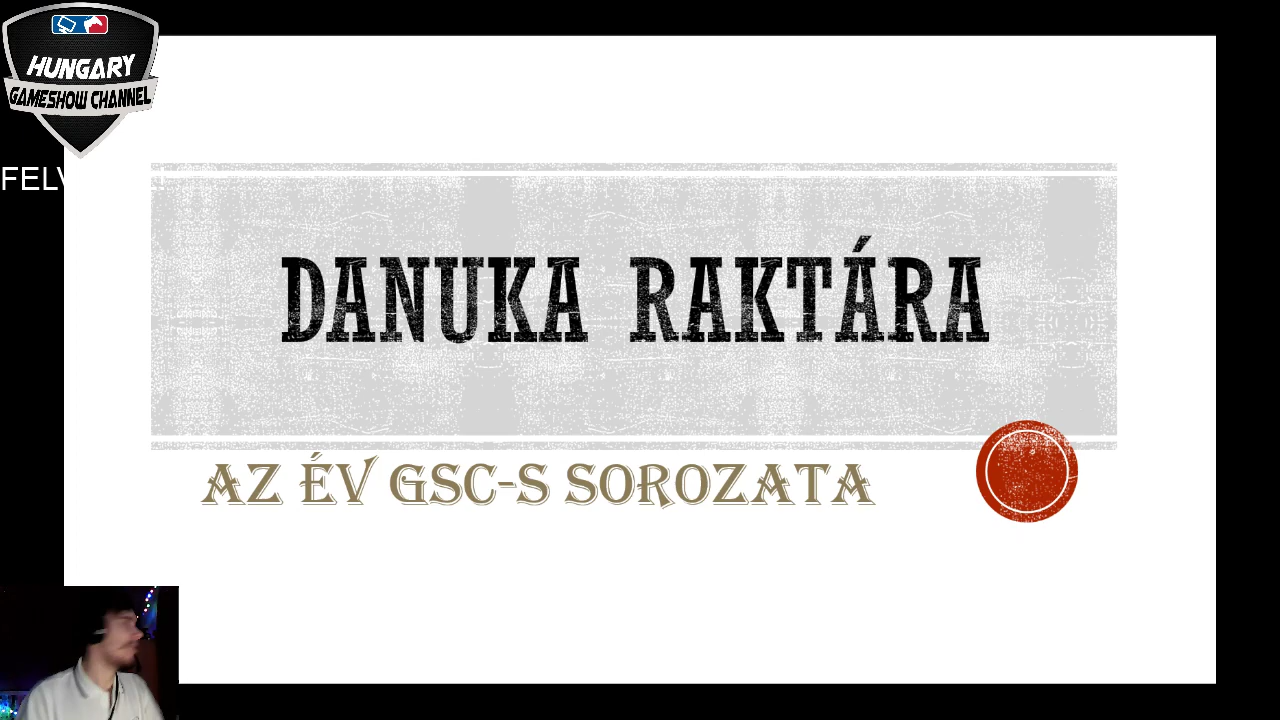 HUNGARY
GAMESHOW CHANNEL
DANUKA RAKTÁRA
AZ ÉV GSC-S SOROZATA